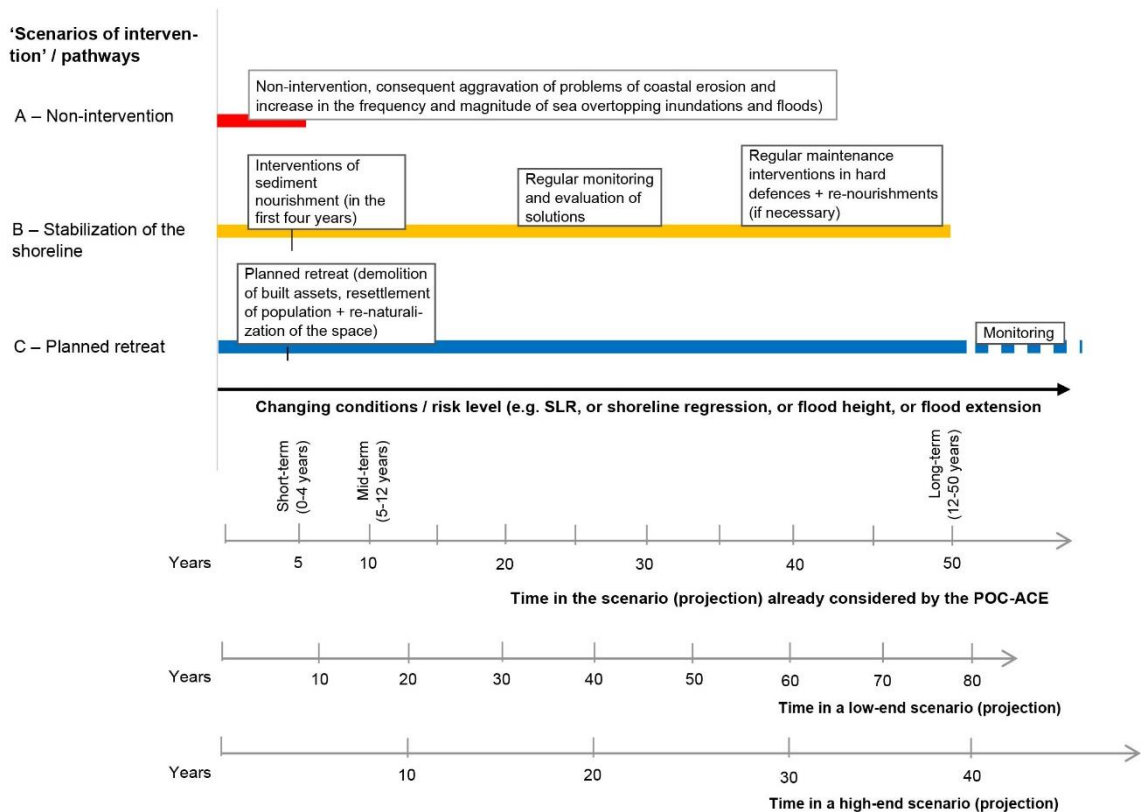 ‘Scenarios of interven-
tion’ / pathways
Non-intervention, consequent aggravation of problems of coastal erosion and
increase in the frequency and magnitude of sea overtopping inundations and floods)
A – Non-intervention
Interventions of
sediment
nourishment (in the
first four years)
Regular monitoring
and evaluation of
solutions
Regular maintenance
interventions in hard
defences + re-nourishments
(if necessary)
B – Stabilization of the
shoreline
Planned retreat (demolition
of built assets, resettlement
of population + re-naturali-
zation of the space)
C – Planned retreat
Monitoring
Changing conditions / risk level (e.g. SLR, or shoreline regression, or flood height, or flood extension
Short-term
(0-4 years)
Mid-term
(5-12 years)
Long-term
(12-50 years)
Years 5 10 20 30 40 50
Time in the scenario (projection) already considered by the POC-ACE
Years 10 20 30 40 50 60 70 80
Time in a low-end scenario (projection)
Years 10 20 30 40
Time in a high-end scenario (projection)